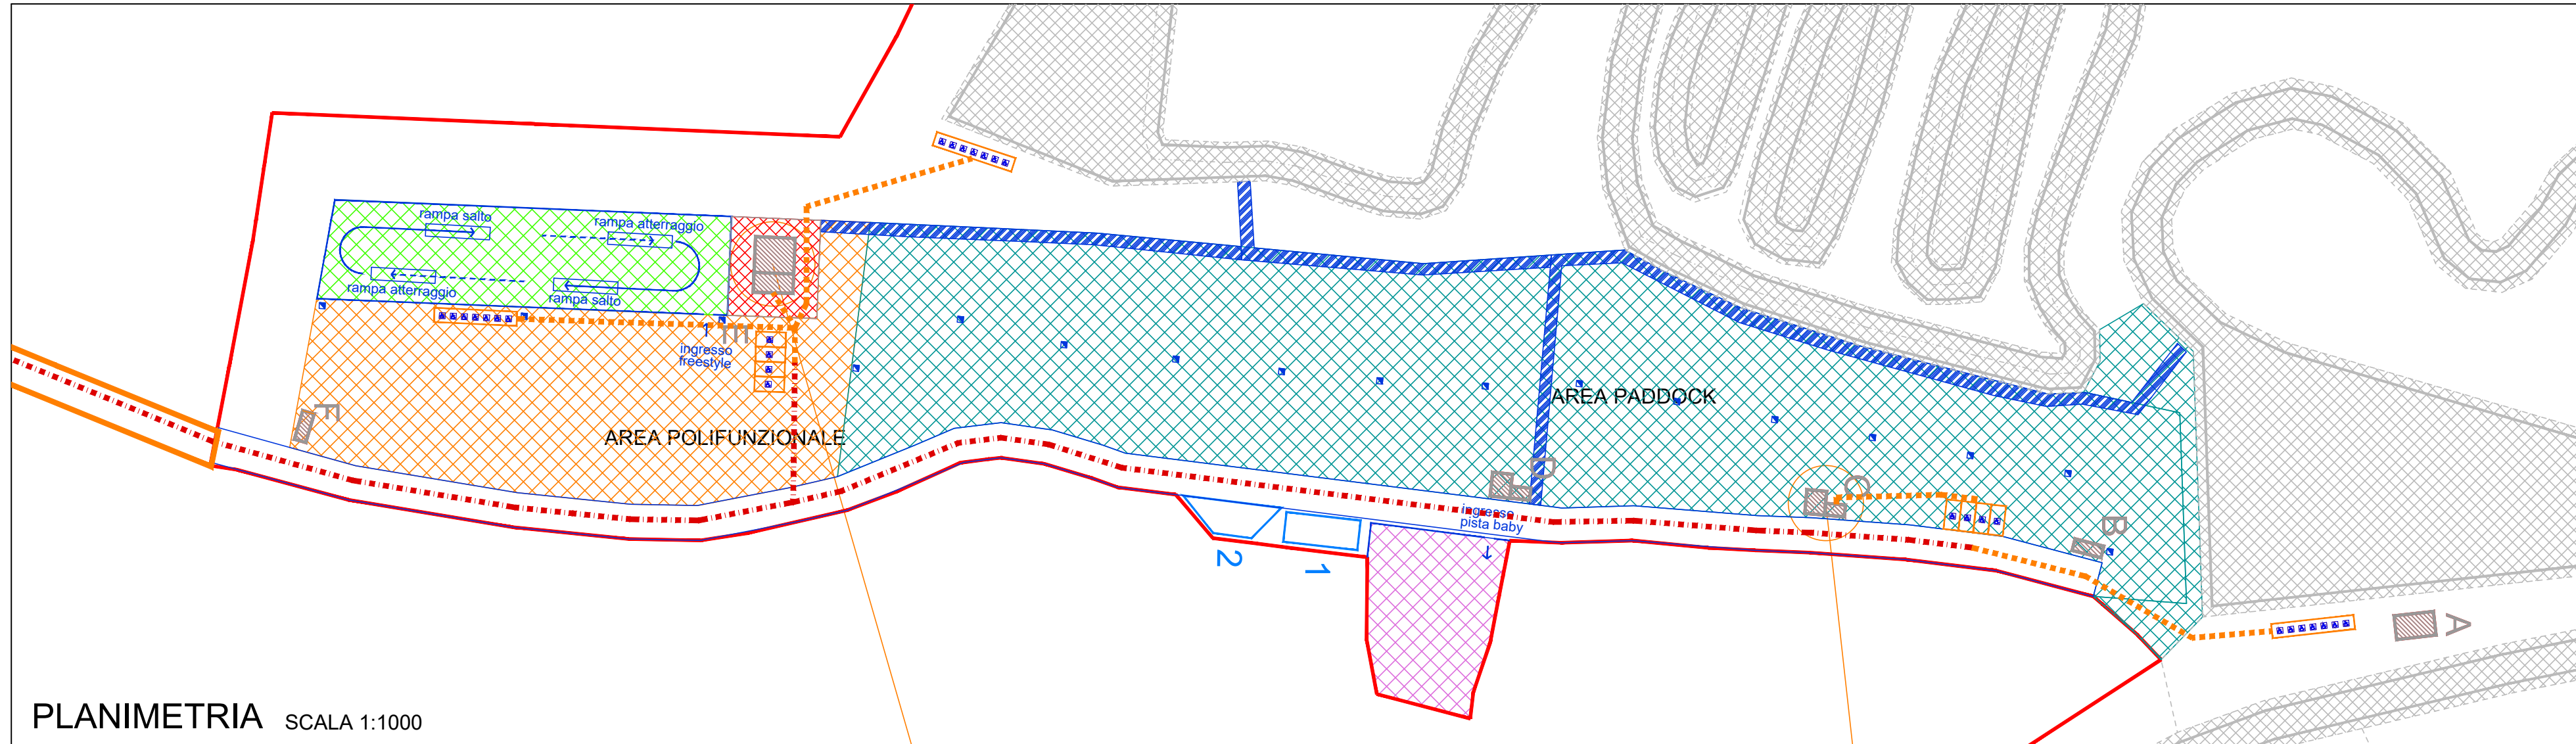 rampa salto
rampa atterraggio
rampa atterraggio
rampa salto
E
ingresso
freestyle
F
AREA POLIFUNZIONALE
AREA PADDOCK
D
C
B
A
ingresso
pista baby
2
1
PLANIMETRIA SCALA 1:1000